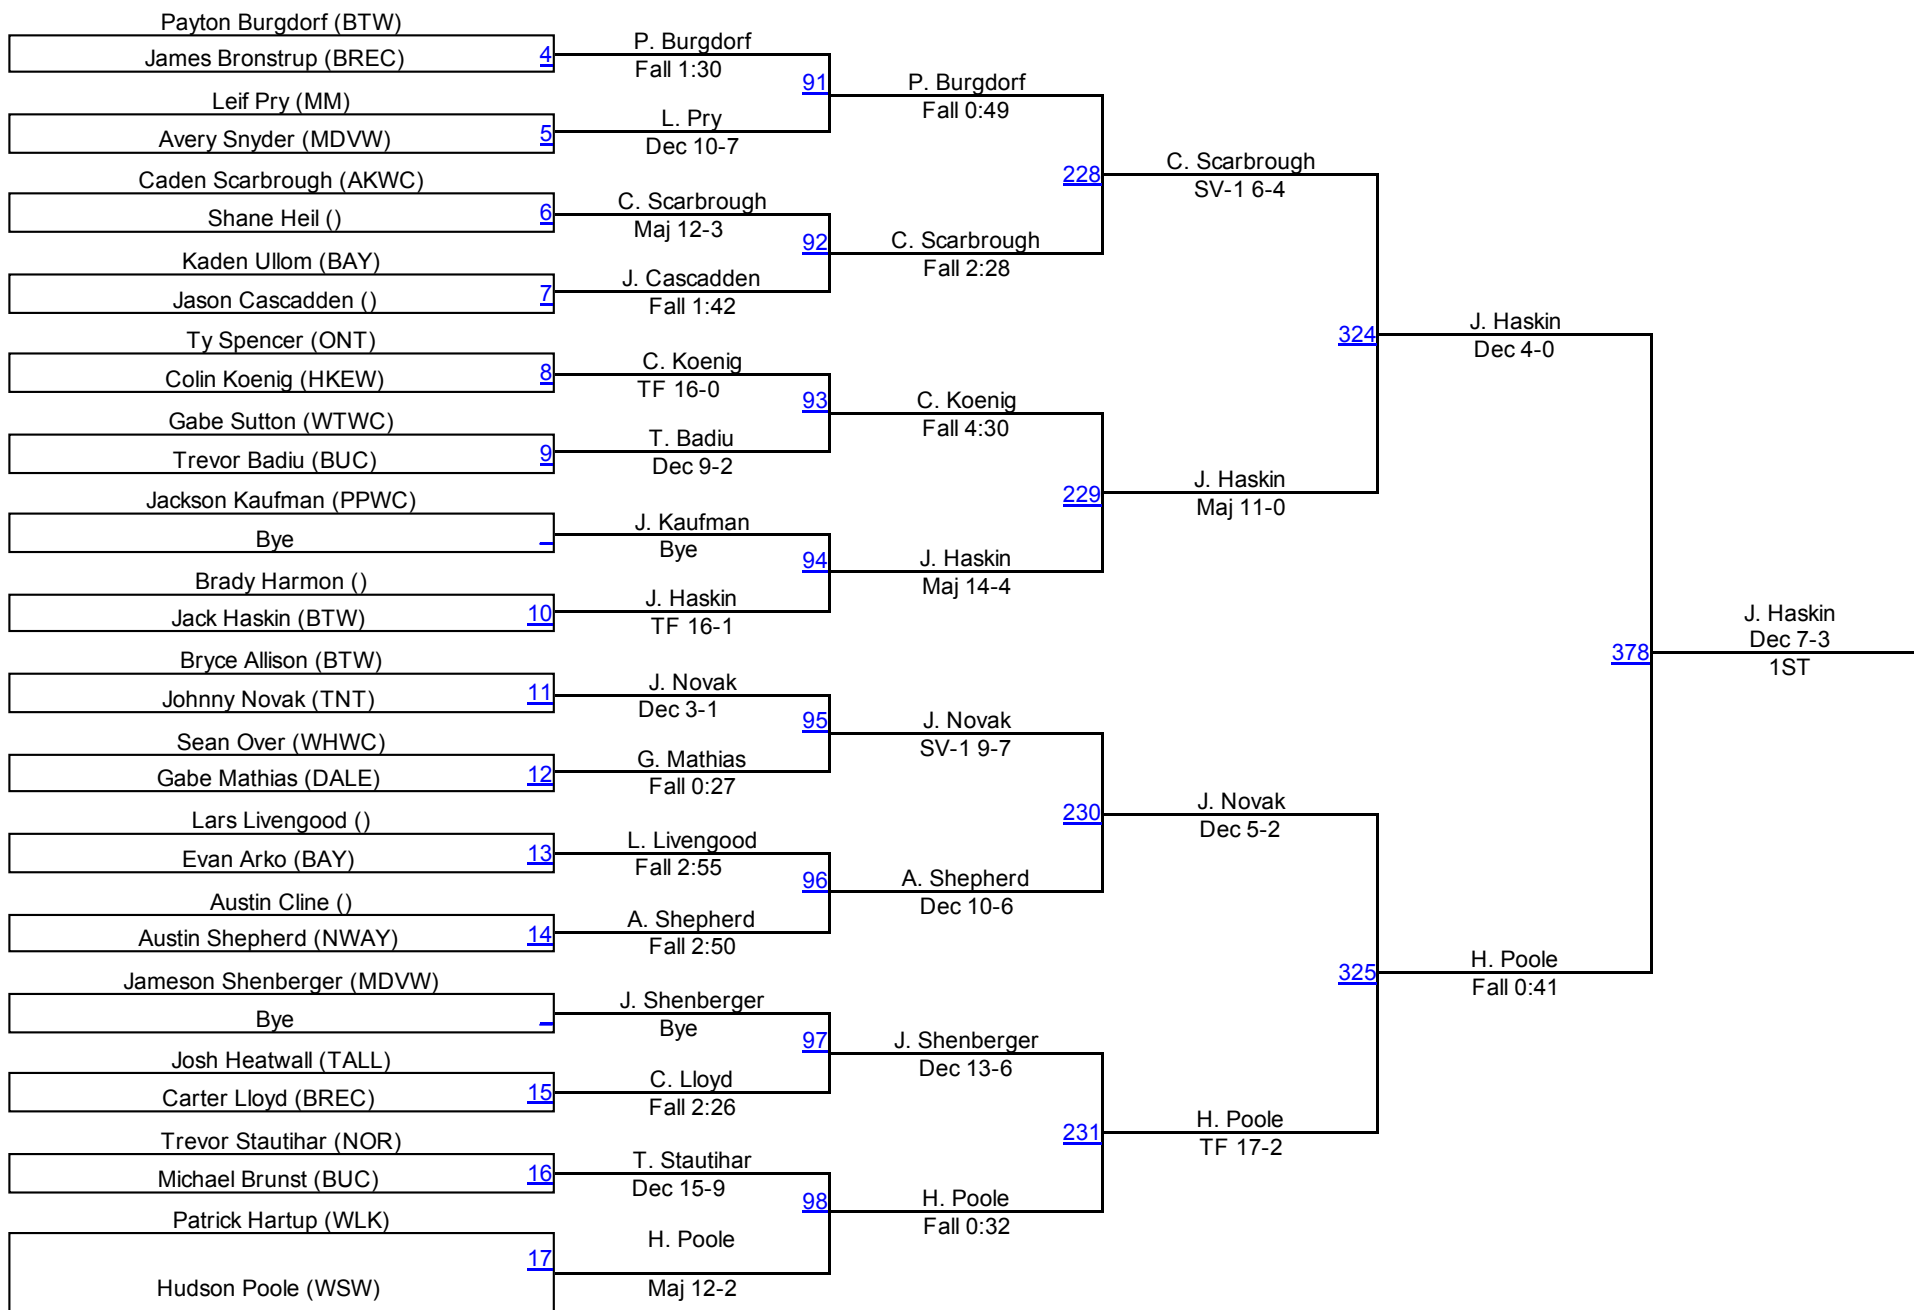 Payton Burgdorf (BTW)
James Bronstrup (BREC)
4
Leif Pry (MM)
Avery Snyder (MDVW)
5
Caden Scarbrough (AKWC)
Shane Heil ()
6
Kaden Ullom (BAY)
Jason Cascadden ()
7
Ty Spencer (ONT)
Colin Koenig (HKEW)
8
Gabe Sutton (WTWC)
Trevor Badiu (BUC)
9
Jackson Kaufman (PPWC)
Bye
Brady Harmon ()
Jack Haskin (BTW)
10
Bryce Allison (BTW)
Johnny Novak (TNT)
11
Sean Over (WHWC)
Gabe Mathias (DALE)
12
Lars Livengood ()
Evan Arko (BAY)
13
Austin Cline ()
Austin Shepherd (NWAY)
14
Jameson Shenberger (MDVW)
Bye
Josh Heatwall (TALL)
Carter Lloyd (BREC)
15
Trevor Stautihar (NOR)
Michael Brunst (BUC)
16
Patrick Hartup (WLK)
17
Hudson Poole (WSW)
P. Burgdorf
Fall 1:30
91
L. Pry
Dec 10-7
C. Scarbrough
Maj 12-3
92
J. Cascadden
Fall 1:42
C. Koenig
TF 16-0
93
T. Badiu
Dec 9-2
J. Kaufman
Bye
94
J. Haskin
TF 16-1
J. Novak
Dec 3-1
95
G. Mathias
Fall 0:27
L. Livengood
Fall 2:55
96
A. Shepherd
Fall 2:50
J. Shenberger
Bye
97
C. Lloyd
Fall 2:26
T. Stautihar
Dec 15-9
98
H. Poole
Maj 12-2
P. Burgdorf
Fall 0:49
228
C. Scarbrough
Fall 2:28
C. Koenig
Fall 4:30
229
J. Haskin
Maj 14-4
J. Novak
SV-1 9-7
230
A. Shepherd
Dec 10-6
J. Shenberger
Dec 13-6
231
H. Poole
Fall 0:32
C. Scarbrough
SV-1 6-4
324
J. Haskin
Maj 11-0
J. Novak
Dec 5-2
325
H. Poole
TF 17-2
J. Haskin
Dec 4-0
378
H. Poole
Fall 0:41
J. Haskin
Dec 7-3
1ST